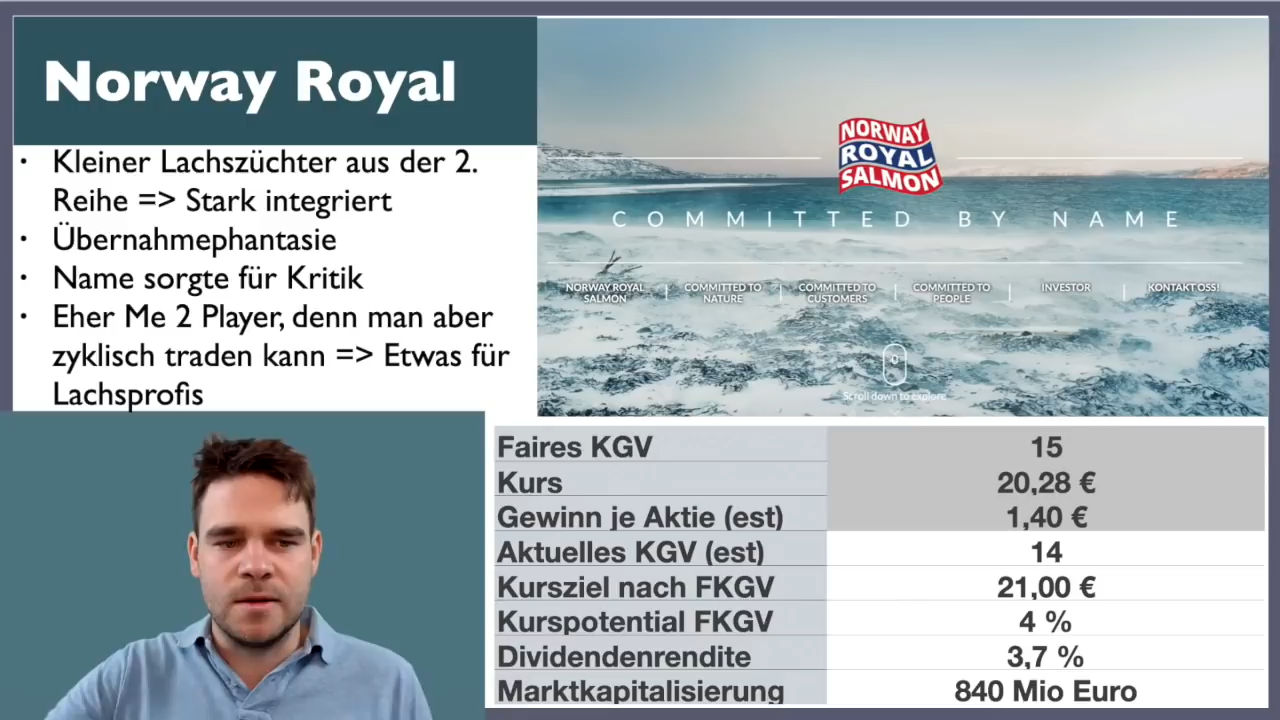 Norway Royal
• Kleiner Lachszüchter aus der 2.
Reihe => Stark integriert
• Übernahmephantasie
• Name sorgte für Kritik
• Eher Me 2 Player, denn man aber
zyklisch traden kann => Etwas für
Lachsprofis
NORWAY
ROYAL
SALMON
COMMITTED BY NAME
NORWAY ROYAL
SALMON
COMMITTED TO
NATURE
COMMITTED TO
CUSTOMERS
COMMITTED TO
PEOPLE
INVESTOR
KONTAKT OSS!
Scroll down to explore
Faires KGV 15
Kurs 20,28 €
Gewinn je Aktie (est) 1,40 €
Aktuelles KGV (est) 14
Kursziel nach FKGV 21,00 €
Kurspotential FKGV 4 %
Dividendenrendite 3,7 %
Marktkapitalisierung 840 Mio Euro